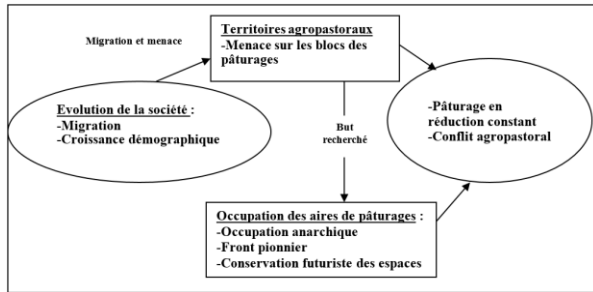 Territoires agropastoraux
-Menace sur les blocs des
pâturages
Migration et menace
Evolution de la société :
-Migration
-Croissance démographique
But
recherché
-Pâturage en
réduction constant
-Conflit agropastoral
Occupation des aires de pâturages :
-Occupation anarchique
-Front pionnier
-Conservation futuriste des espaces